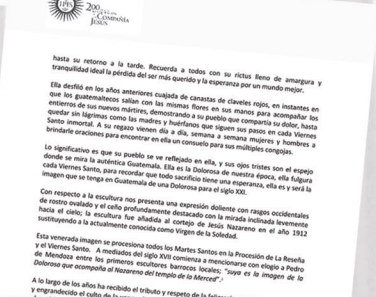 200
COMPAÑÍA
JESÚS
hasta su retorno a la tarde. Recuerda a todos con su rictus lleno de amargura y
tranquilidad ideal la pérdida del ser más querido y la esperanza por un mundo mejor.
Ella desfiló en los años anteriores cuajada de canastas de claveles rojos, en instantes en
que los guatemaltecos salían con las mismas flores en sus manos para acompañar los
entierros de sus nuevos mártires, demostrando a su pueblo que compartía su dolor, hasta
quedar sin lágrimas como las madres y huérfanos que siguen sus pasos en cada Viernes
Santo inmortal. A su regazo vienen día a día, semana a semana mujeres y hombres a
brindarle oraciones para encontrar en ella un consuelo para sus múltiples congojas.
Lo significativo es que su pueblo se ve reflejado en ella, y sus ojos tristes son el espejo
donde se mira la auténtica Guatemala. Ella es la Dolorosa de nuestra época, ella fulgura
cada Viernes Santo, para recordar que todo sacrificio tiene una esperanza, ella es y será la
imagen que se tenga en Guatemala de una Dolorosa para el siglo XXI.
Con respecto a la escultura nos presenta una expresión doliente con rasgos occidentales
de rostro ovalado y el ceño profundamente destacado con la mirada inclinada levemente
hacia el cielo; la escultura fue añadida al cortejo de Jesús Nazareno en el año 1912
sustituyendo a la actualmente conocida como Virgen de la Soledad.
Esta venerada imagen se procesiona todos los Martes Santos en la Procesión de La Reseña
y el Viernes Santo. A mediados del siglo XVII comienza a mencionar con elogio a Pedro
de Mendoza entre los primeros escultores barrocos locales; "suya es la imagen de la
Dolorosa que acompaña al Nazareno del templo de la Merced".
A lo largo de los años ha recibido el tributo y respeto de la
y engrandecido el culto de la